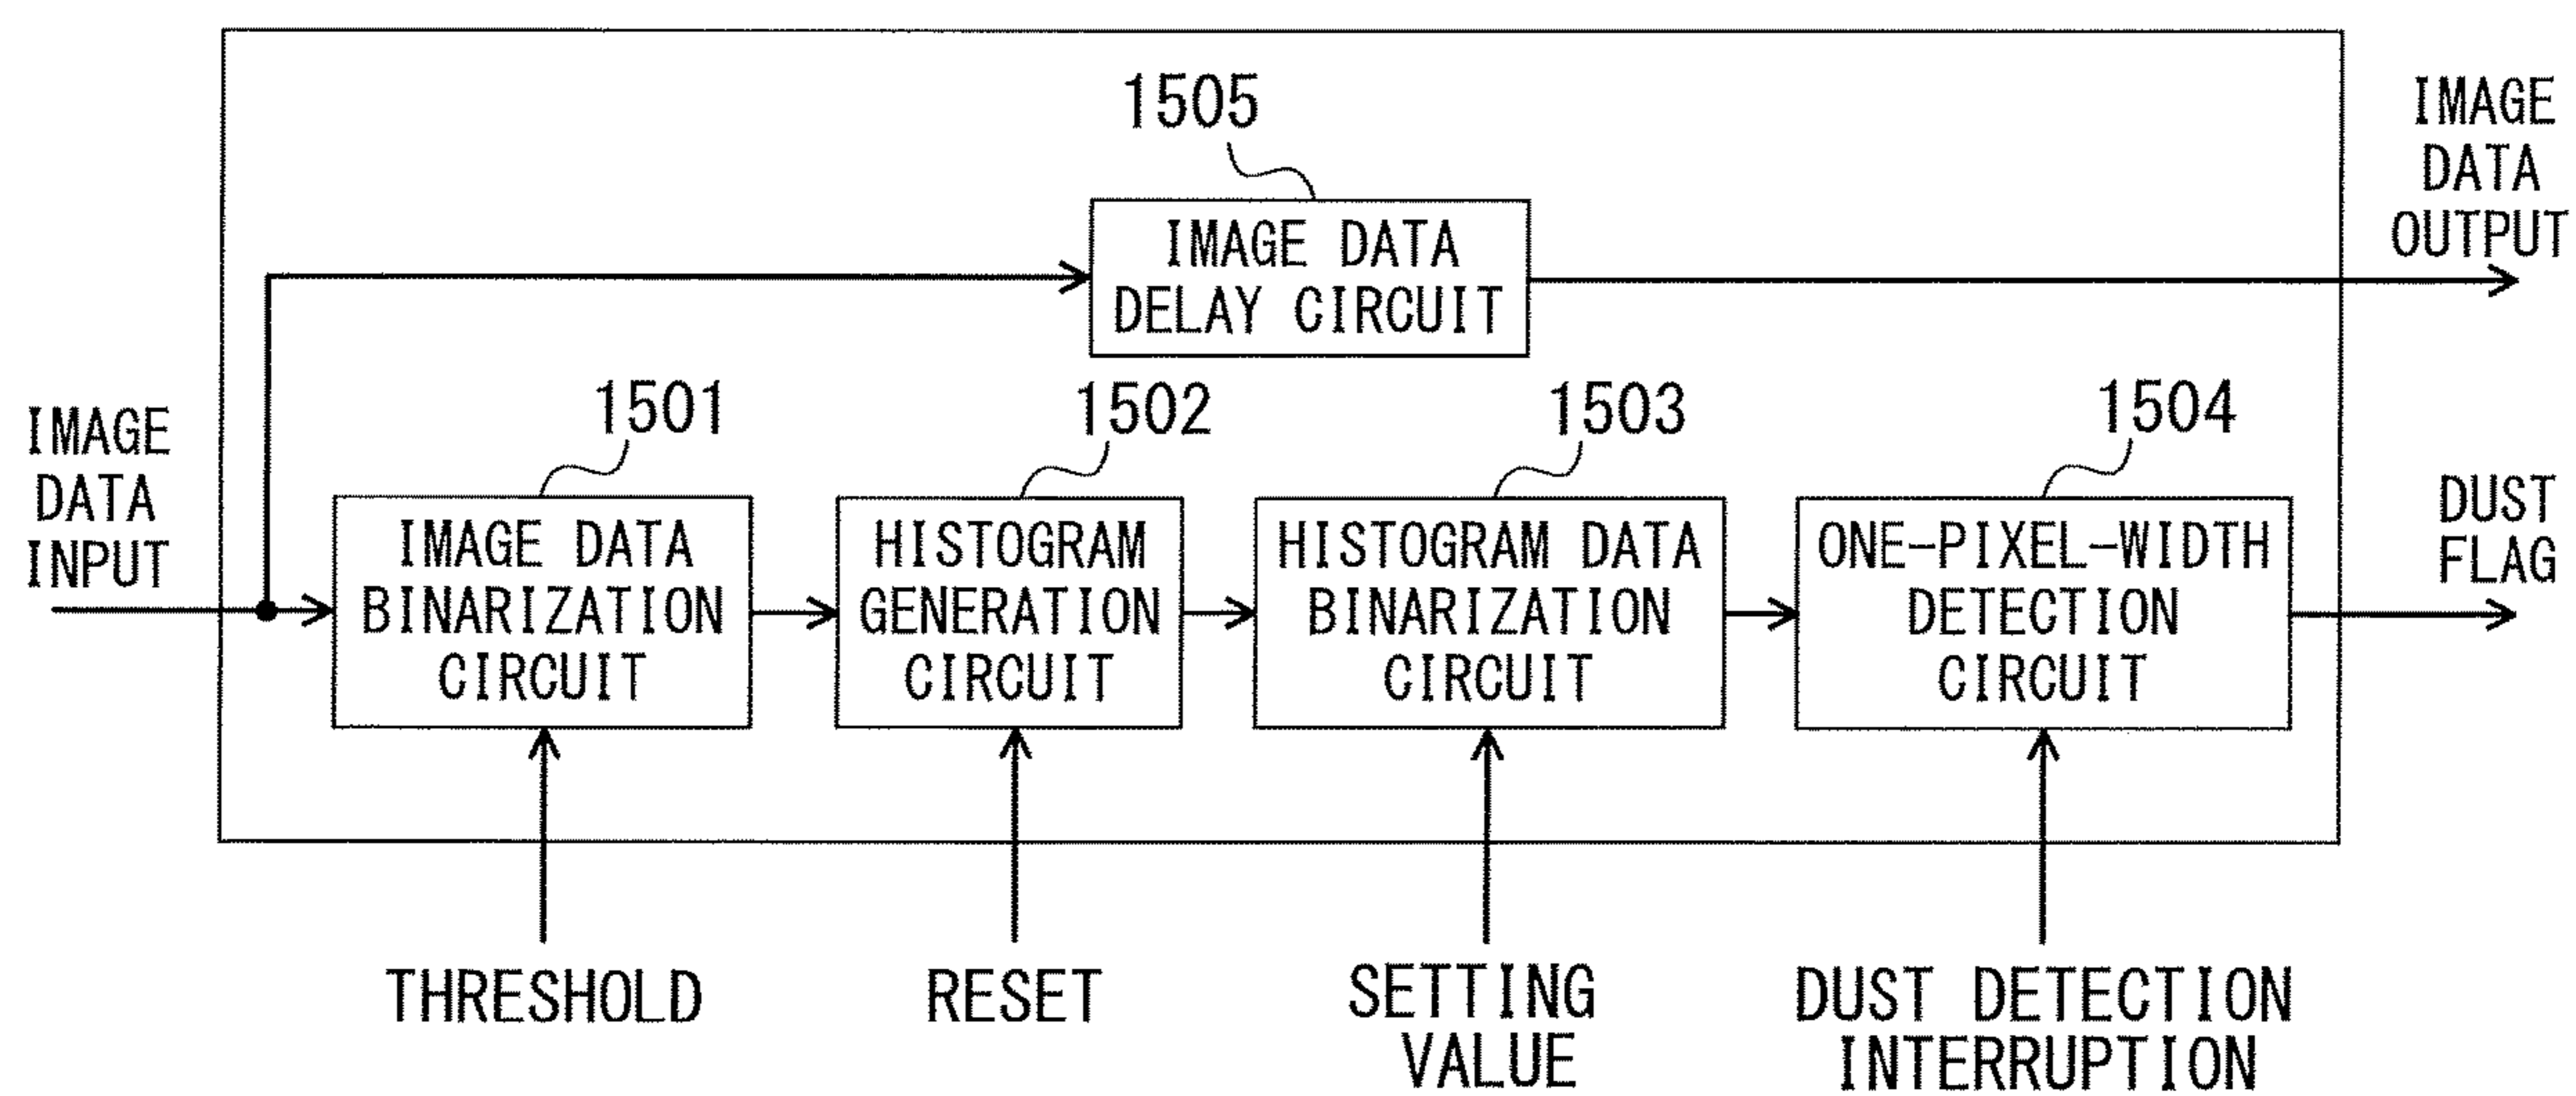 1505
IMAGE DATA
DELAY CIRCUIT
IMAGE
DATA
OUTPUT
IMAGE
DATA
INPUT
1501
IMAGE DATA
BINARIZATION
CIRCUIT
1502
HISTOGRAM
GENERATION
CIRCUIT
1503
HISTOGRAM DATA
BINARIZATION
CIRCUIT
1504
ONE-PIXEL-WIDTH
DETECTION
CIRCUIT
DUST
FLAG
THRESHOLD
RESET
SETTING
VALUE
DUST DETECTION
INTERRUPTION